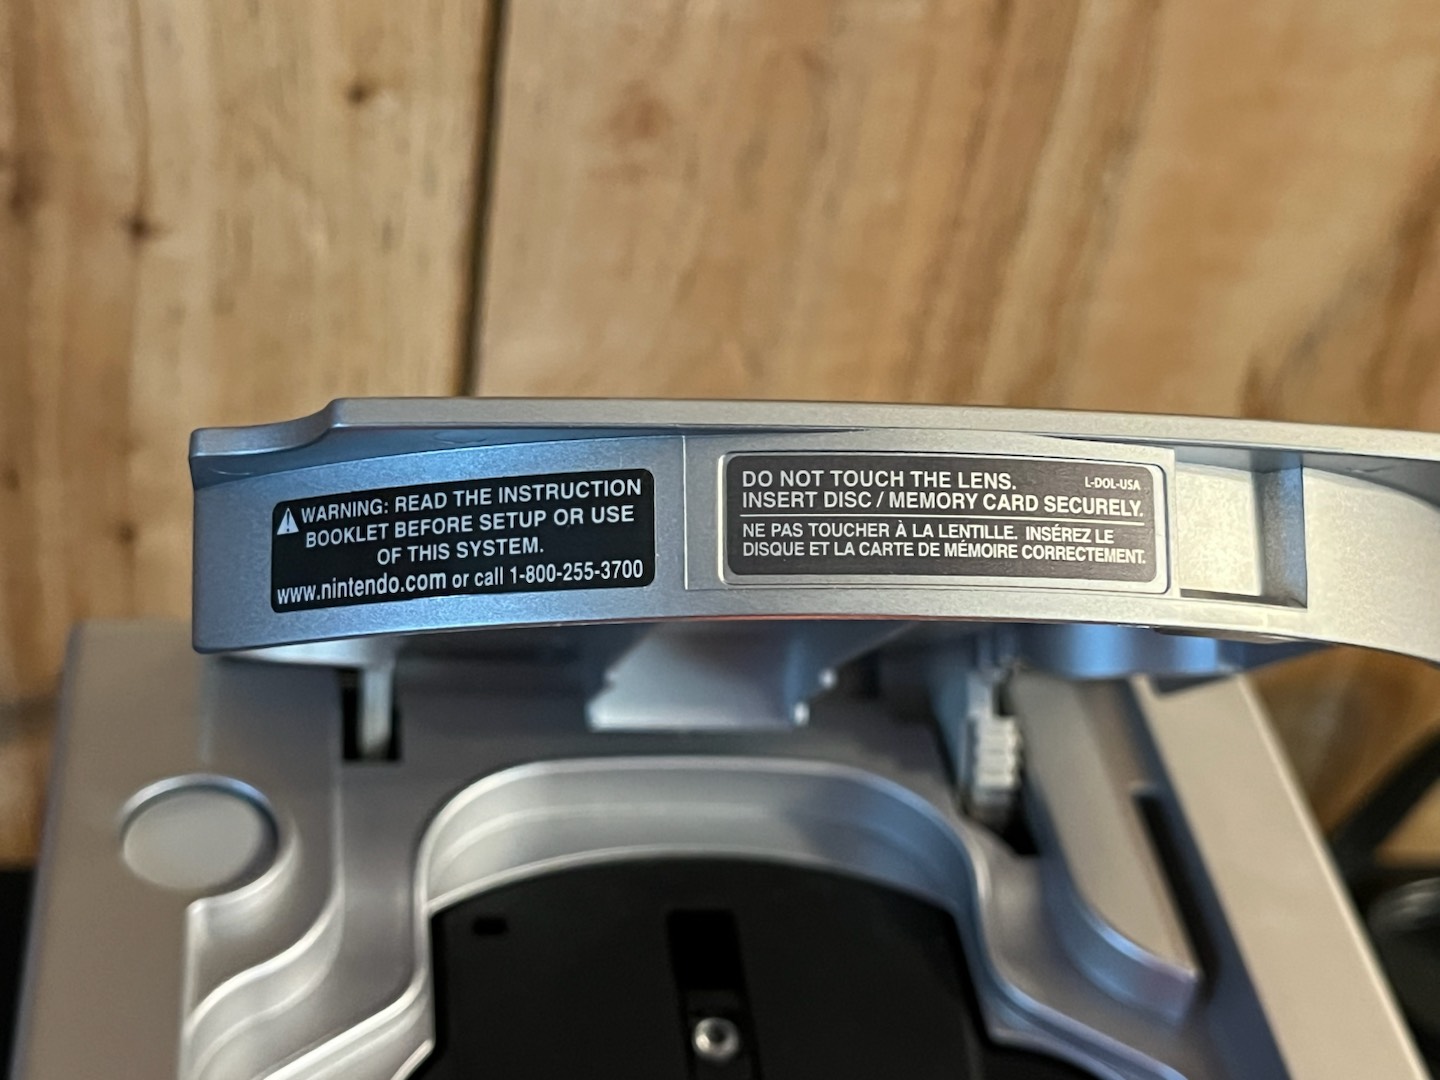 WARNING: READ THE INSTRUCTION
BOOKLET BEFORE SETUP OR USE
OF THIS SYSTEM.
www.nintendo.com or call 1-800-255-3700
DO NOT TOUCH THE LENS. L-DOL-USA
INSERT DISC / MEMORY CARD SECURELY.
NE PAS TOUCHER À LA LENTILLE. INSÉREZ LE
DISQUE ET LA CARTE DE MÉMOIRE CORRECTEMENT.